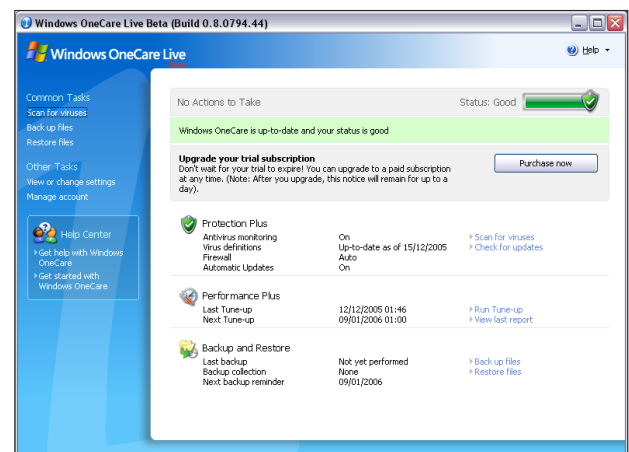 Windows OneCare Live Beta (Build 0.8.0794.44)
Windows OneCare Live
Beta
Help
Common Tasks
Scan for viruses
Back up files
Restore files
Other Tasks
View or change settings
Manage account
Help Center
Get help with Windows
OneCare
Get started with
Windows OneCare
No Actions to Take Status: Good
Windows OneCare is up-to-date and your status is good
Upgrade your trial subscription
Don't wait for your trial to expire! You can upgrade to a paid subscription
at any time. (Note: After you upgrade, this notice will remain for up to a
day).
Purchase now
Protection Plus
Antivirus monitoring On Scan for viruses
Virus definitions Up-to-date as of 15/12/2005 Check for updates
Firewall Auto
Automatic Updates On
Performance Plus
Last Tune-up 12/12/2005 01:46 Run Tune-up
Next Tune-up 09/01/2006 01:00 View last report
Backup and Restore
Last backup Not yet performed Back up files
Backup collection None Restore files
Next backup reminder 09/01/2006